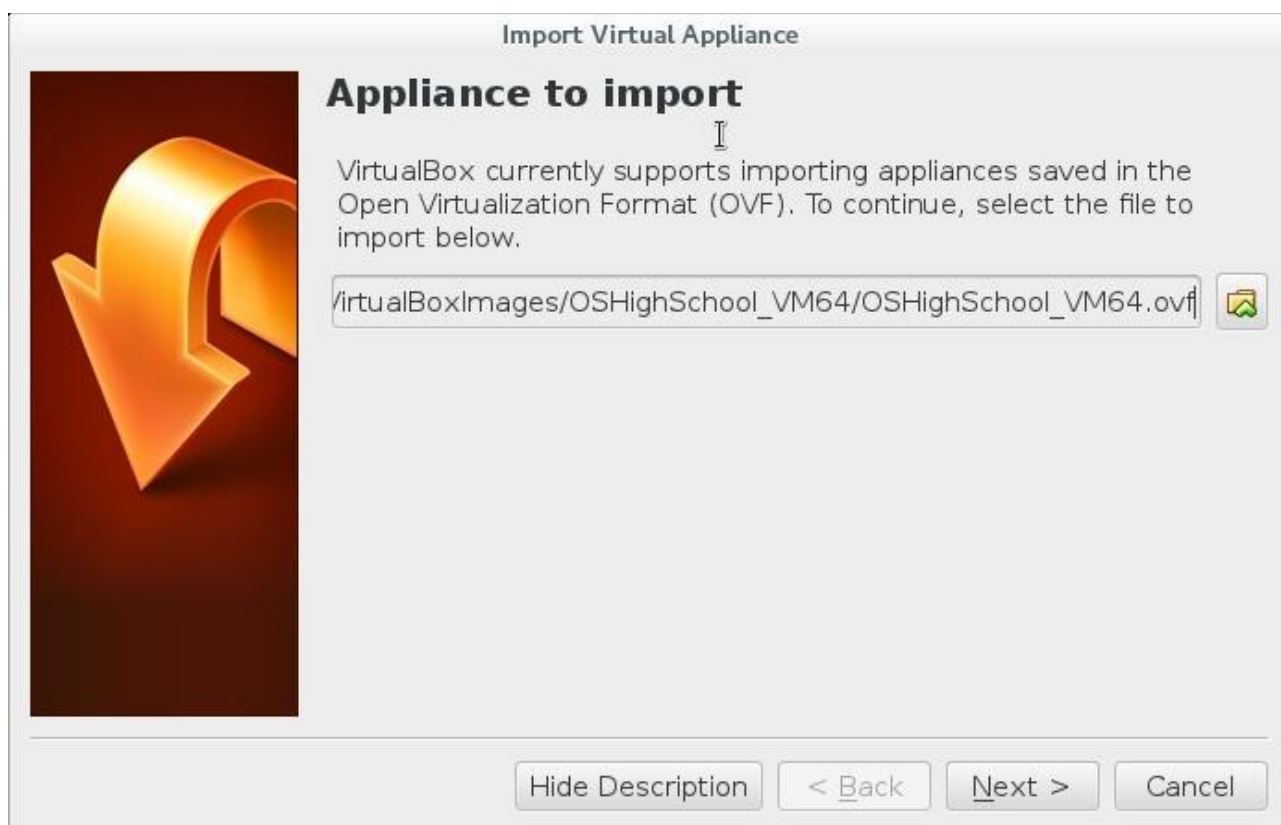 Import Virtual Appliance
Appliance to import
VirtualBox currently supports importing appliances saved in the
Open Virtualization Format (OVF). To continue, select the file to
import below.
/irtualBoxImages/OSHighSchool_VM64/OSHighSchool_VM64.ovf
Hide Description
< Back
Next >
Cancel